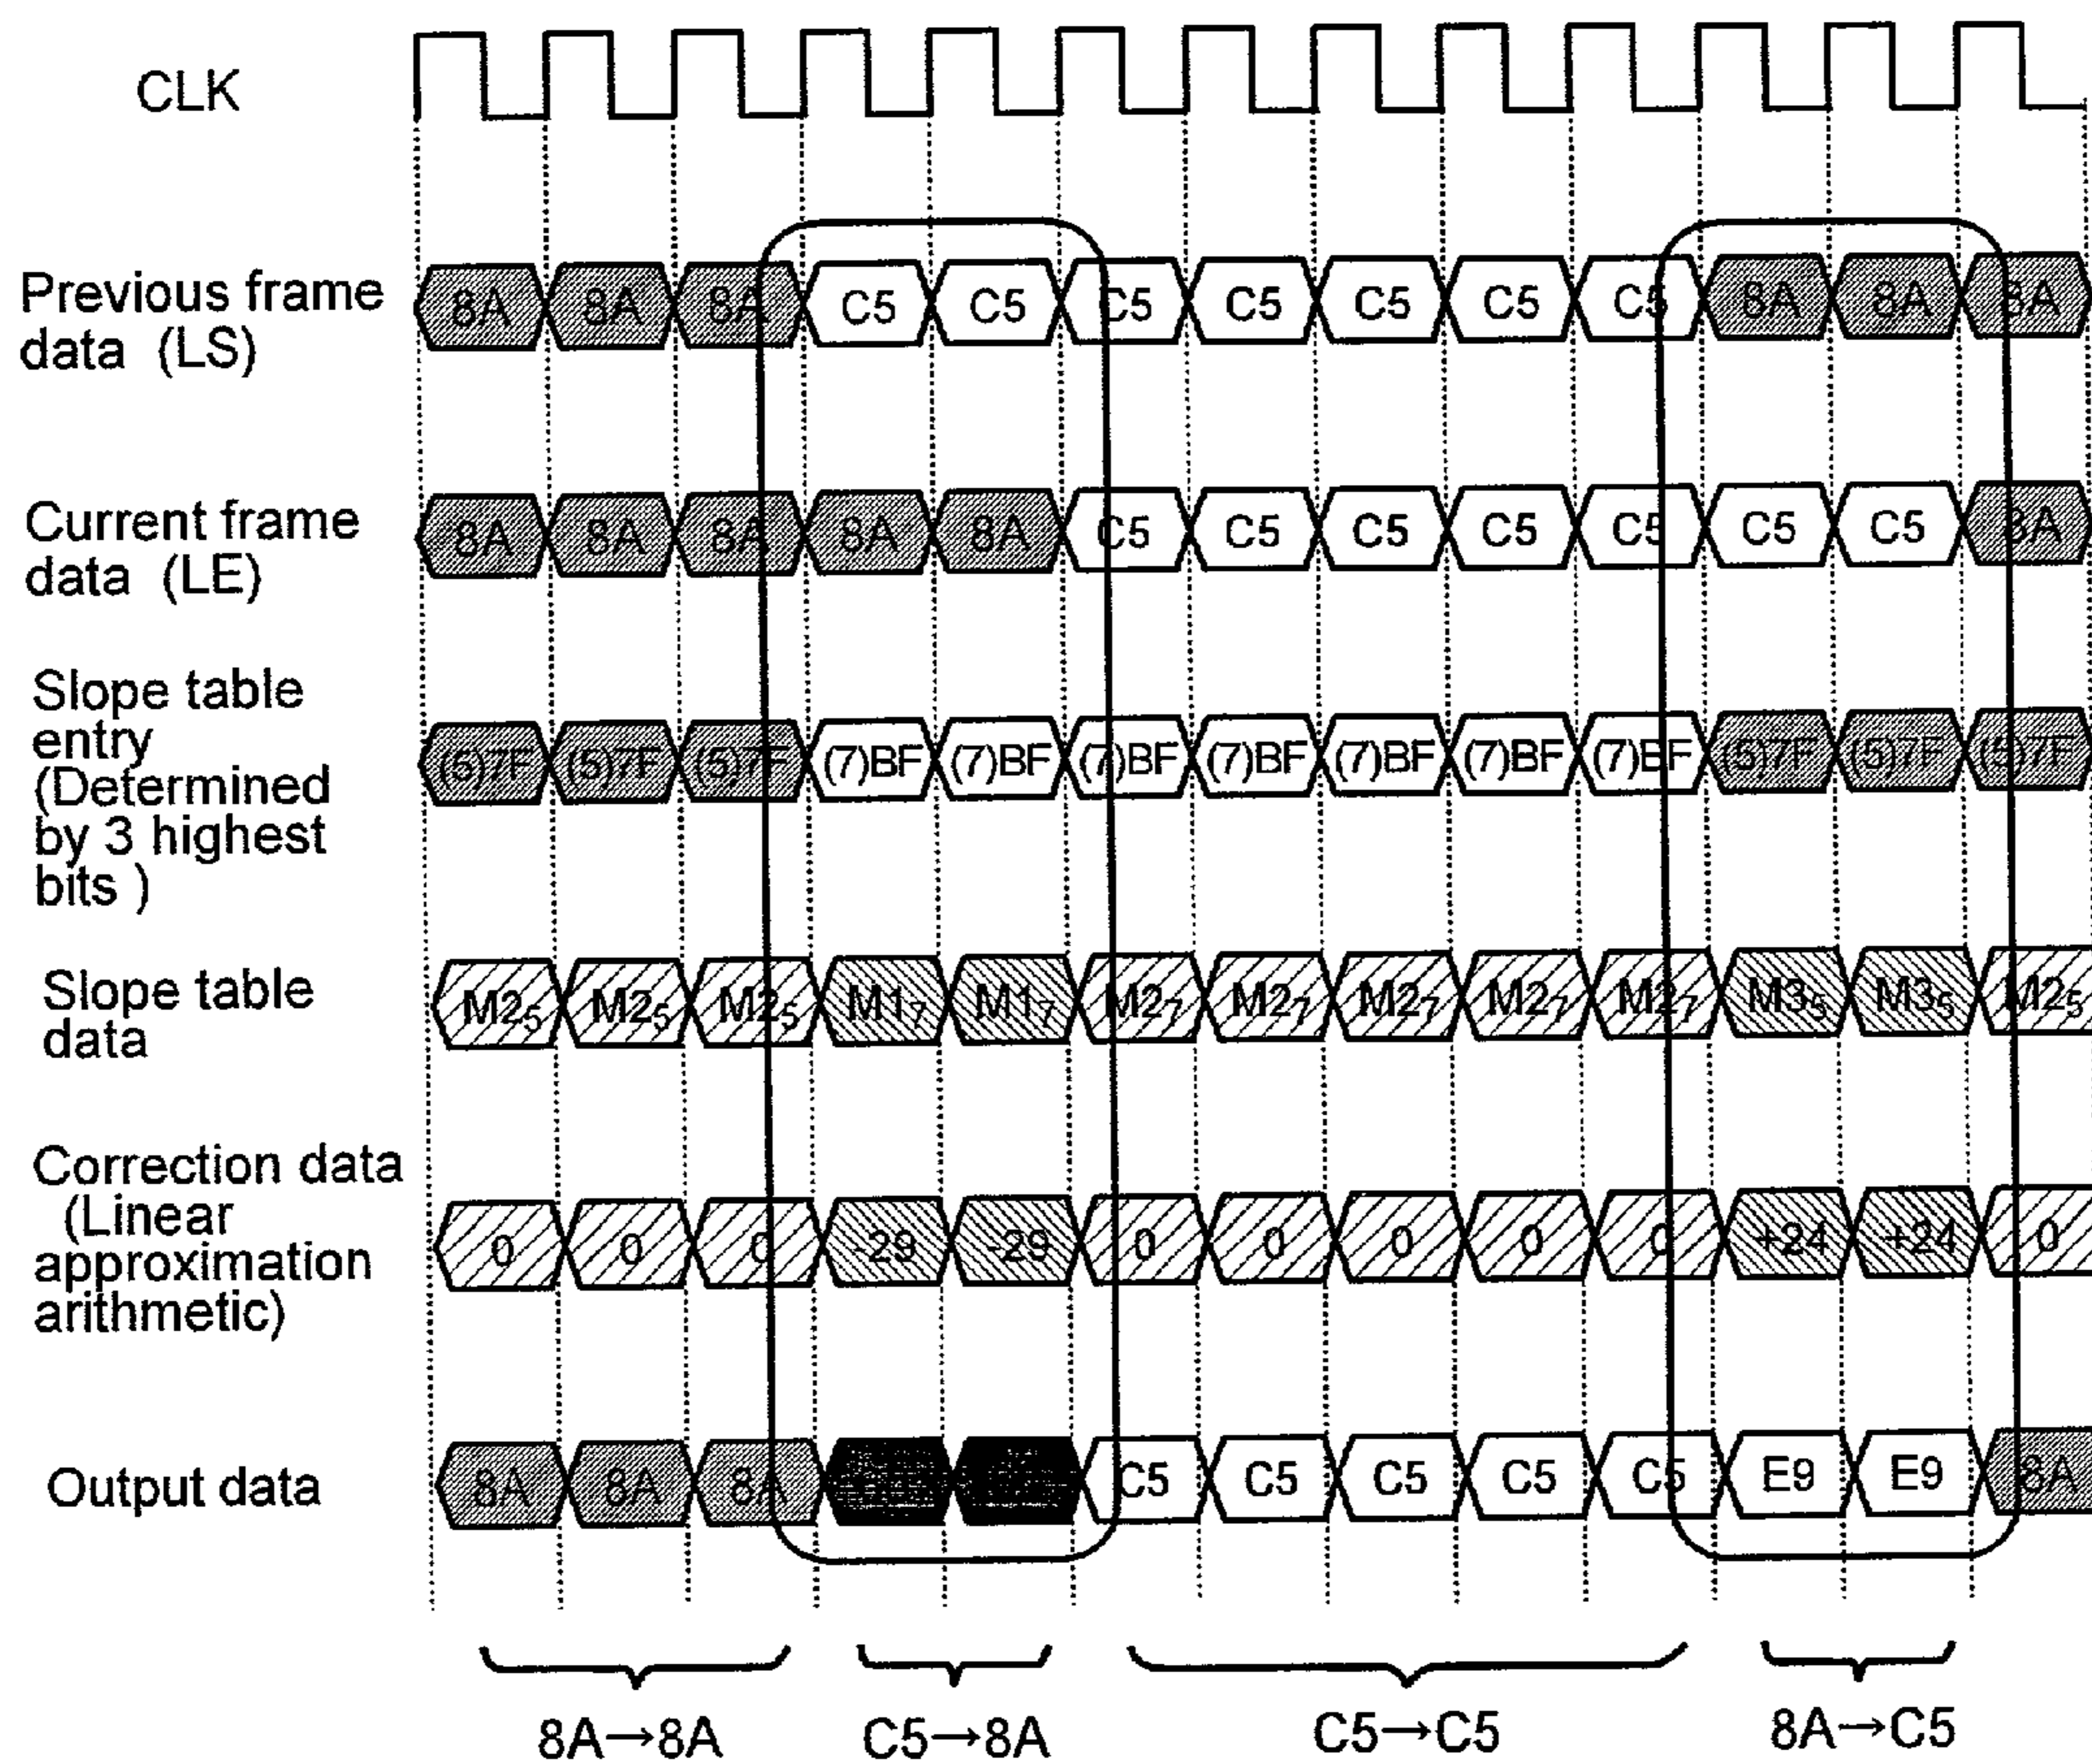 CLK
Previous frame
data (LS)
8A 8A 8A C5 C5 C5 C5 C5 C5 C5 8A 8A 8A
Current frame
data (LE)
8A 8A 8A 8A 8A C5 C5 C5 C5 C5 C5 C5 8A
Slope table
entry
(Determined
by 3 highest
bits )
(5)7F (5)7F (5)7F (7)BF (7)BF (7)BF (7)BF (7)BF (7)BF (7)BF (5)7F (5)7F (5)7F
Slope table
data
M2₅ M2₅ M2₅ M1₇ M1₇ M2₇ M2₇ M2₇ M2₇ M2₇ M3₅ M3₅ M2₅
Correction data
(Linear
approximation
arithmetic)
0 0 0 -29 -29 0 0 0 0 0 +24 +24 0
Output data
8A 8A 8A C5 C5 C5 C5 C5 E9 E9 8A
8A→8A C5→8A C5→C5 8A→C5